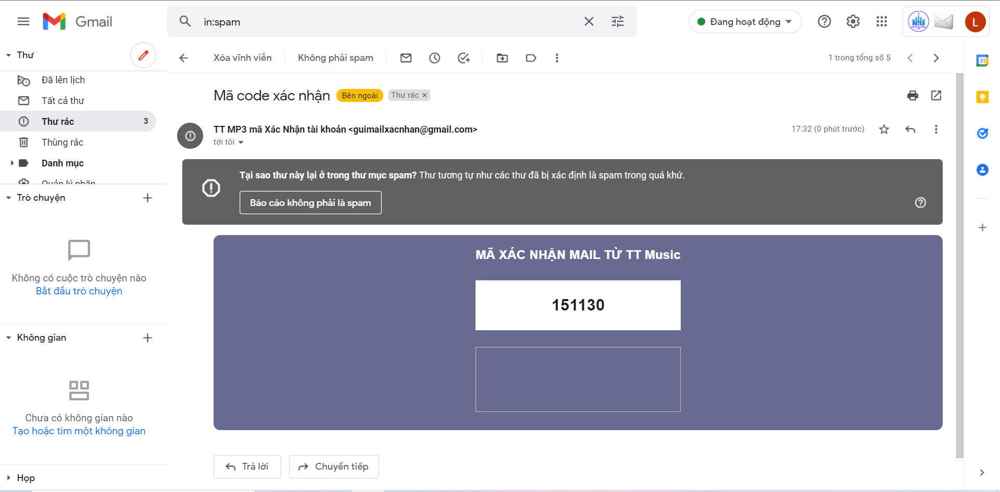 Gmail
in:spam
Đang hoạt động
NTU
L
Thư
Đã lên lịch
Tất cả thư
Thư rác 3
Thùng rác
Danh mục
Quản lý nhãn
Trò chuyện
Không có cuộc trò chuyện nào
Bắt đầu trò chuyện
Không gian
Chưa có không gian nào
Tạo hoặc tìm một không gian
Họp
Xóa vĩnh viễn Không phải spam 1 trong tổng số 5
Mã code xác nhận Bên ngoài Thư rác ×
TT MP3 mã Xác Nhận tài khoản <guimailxacnhan@gmail.com> 17:32 (0 phút trước)
tới tôi
Tại sao thư này lại ở trong thư mục spam? Thư tương tự như các thư đã bị xác định là spam trong quá khứ.
Báo cáo không phải là spam
MÃ XÁC NHẬN MAIL TỪ TT Music
151130
Trả lời Chuyển tiếp
31